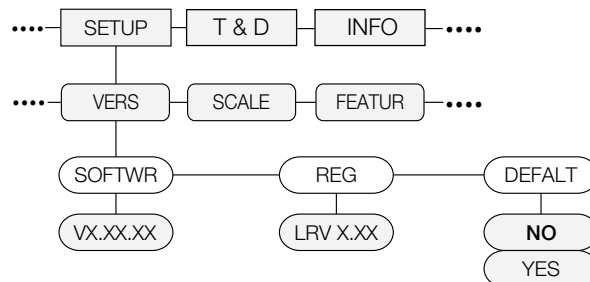 •••• SETUP T & D INFO ••••
•••• VERS SCALE FEATUR ••••
SOFTWR REG DEFALT
VX.XX.XX LRV X.XX NO
YES